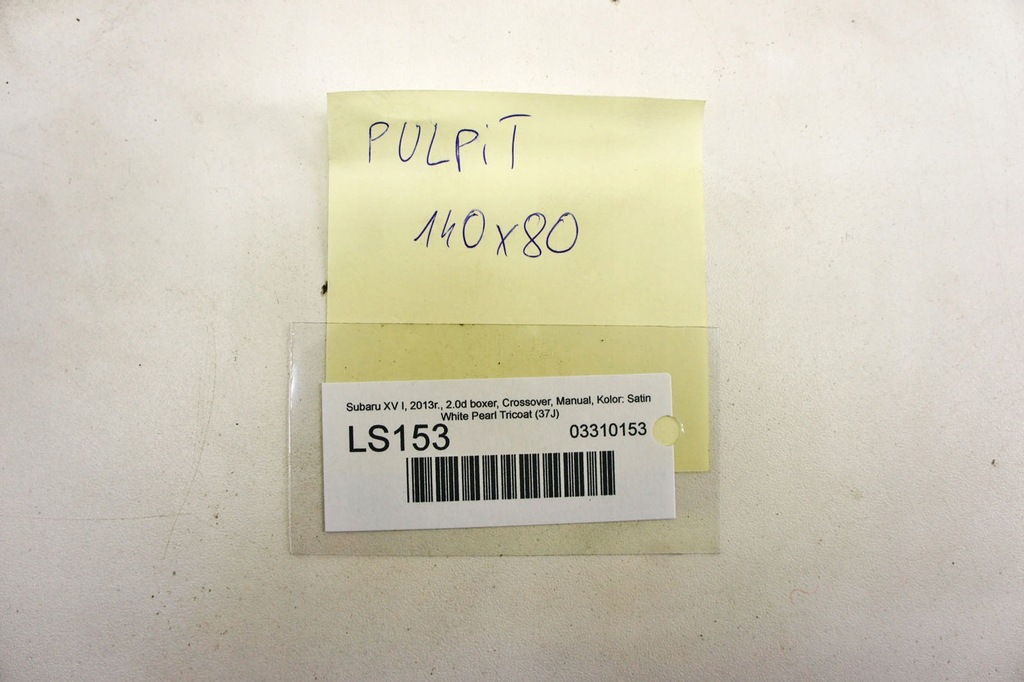 PULPiT
140x80
Subaru XV I, 2013r., 2.0d boxer, Crossover, Manual, Kolor: Satin
White Pearl Tricoat (37J)
LS153 03310153